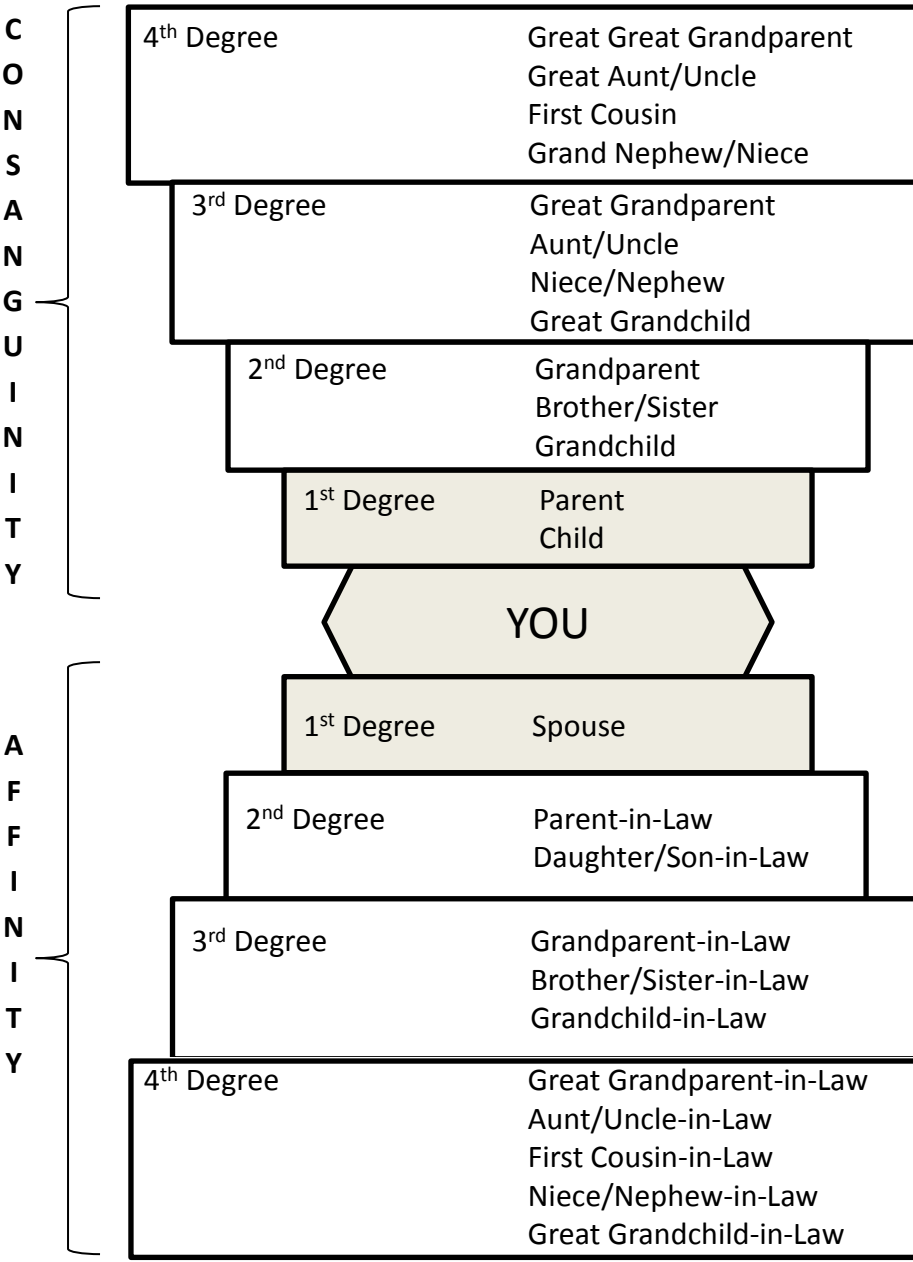 CONSANGUINITY
4th Degree Great Great Grandparent
Great Aunt/Uncle
First Cousin
Grand Nephew/Niece
3rd Degree Great Grandparent
Aunt/Uncle
Niece/Nephew
Great Grandchild
2nd Degree Grandparent
Brother/Sister
Grandchild
1st Degree Parent
Child
YOU
AFFINITY
1st Degree Spouse
2nd Degree Parent-in-Law
Daughter/Son-in-Law
3rd Degree Grandparent-in-Law
Brother/Sister-in-Law
Grandchild-in-Law
4th Degree Great Grandparent-in-Law
Aunt/Uncle-in-Law
First Cousin-in-Law
Niece/Nephew-in-Law
Great Grandchild-in-Law